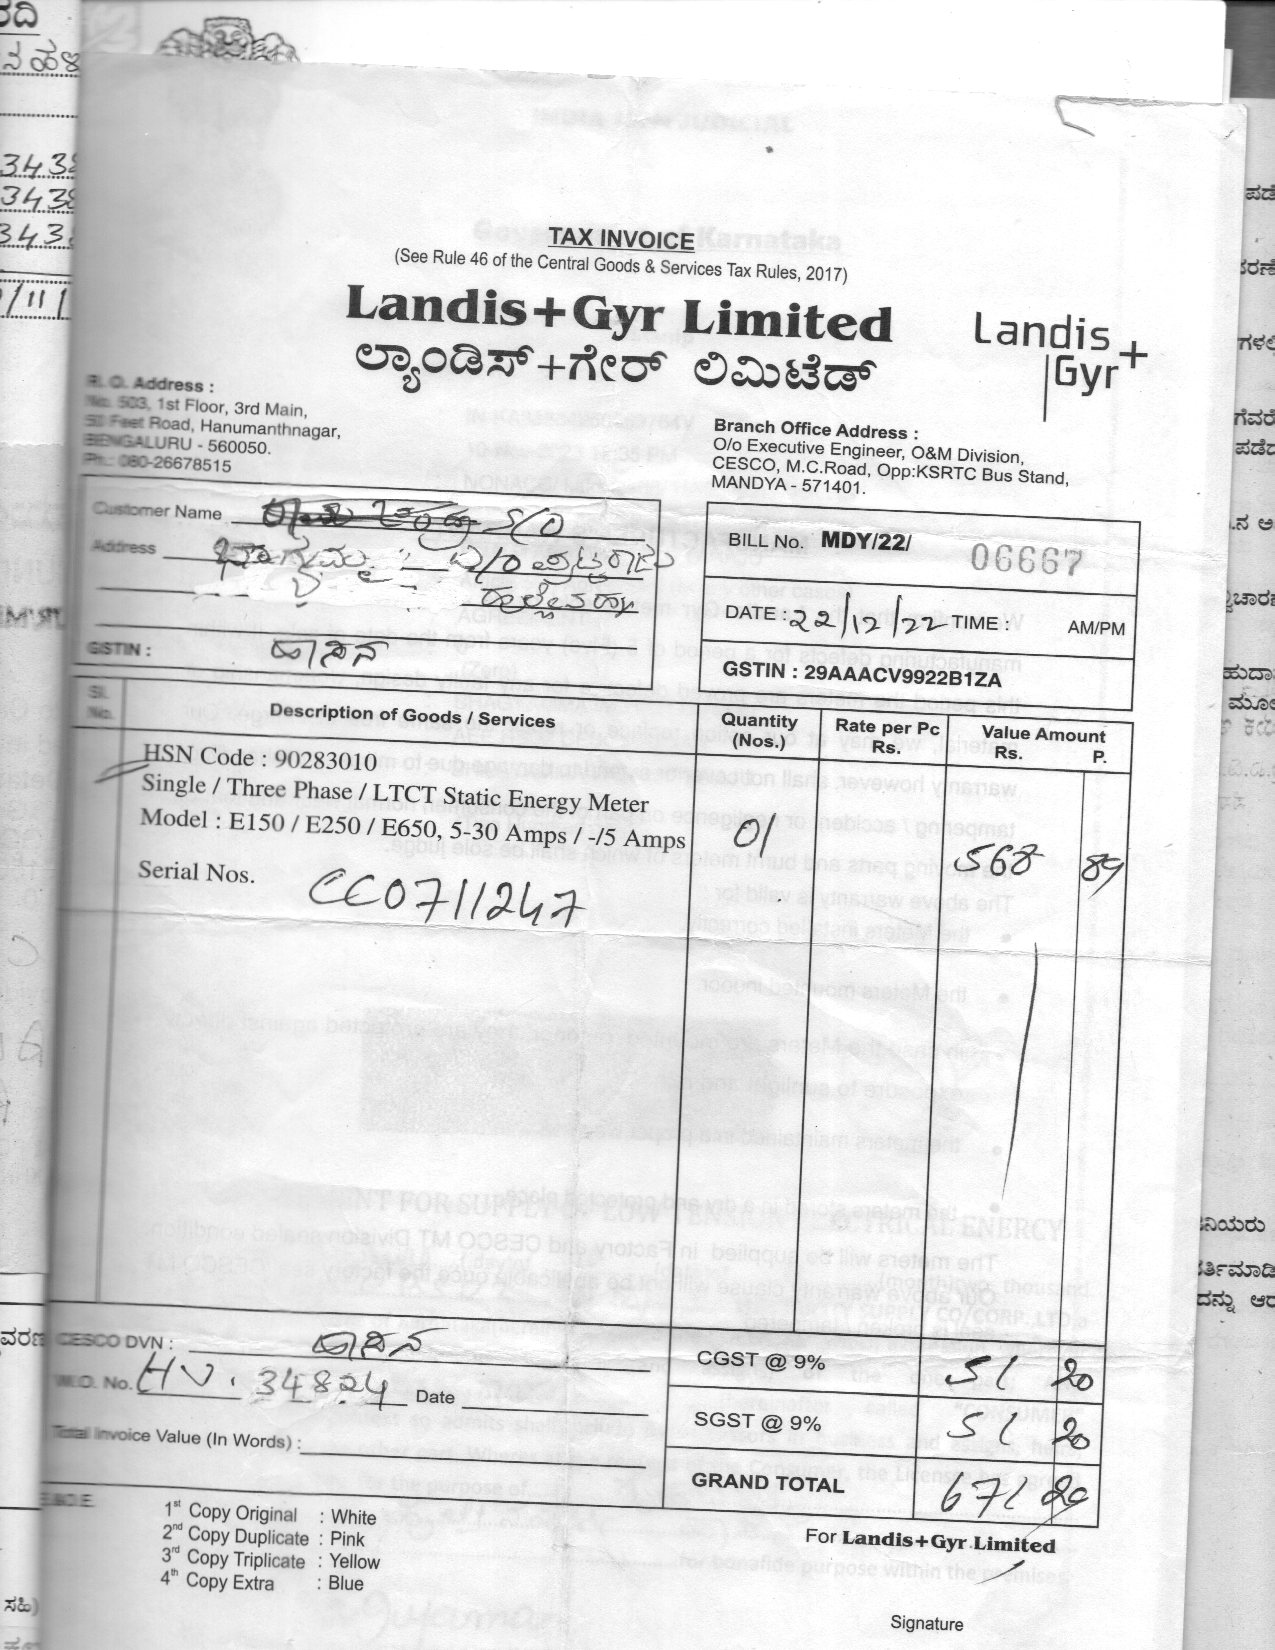 TAX INVOICE
(See Rule 46 of the Central Goods & Services Tax Rules, 2017)
Landis+Gyr Limited
ಲ್ಯಾಂಡಿಸ್+ಗೇರ್ ಲಿಮಿಟೆಡ್
Landis
Gyr+
R.O. Address :
No. 503, 1st Floor, 3rd Main,
50 Feet Road, Hanumanthnagar,
BENGALURU - 560050.
Ph.: 080-26678515
Branch Office Address :
O/o Executive Engineer, O&M Division,
CESCO, M.C.Road, Opp:KSRTC Bus Stand,
MANDYA - 571401.
Customer Name S/O
Address ಭಾಗ್ಯಮ್ಮ
GSTIN : ಹಾಸನ
BILL No. MDY/22/ 06667
DATE : 22/12/22 TIME : AM/PM
GSTIN : 29AAACV9922B1ZA
Sl. No. Description of Goods / Services Quantity (Nos.) Rate per Pc Rs. Value Amount Rs. P.
HSN Code : 90283010
Single / Three Phase / LTCT Static Energy Meter
Model : E150 / E250 / E650, 5-30 Amps / -/5 Amps 01 568 89
Serial Nos. CC0711247
CESCO DVN : ಹಾಸನ
W.O. No. HV. 34824 Date
Total Invoice Value (In Words) :
CGST @ 9% 51 20
SGST @ 9% 51 20
GRAND TOTAL 671 29
E.&O.E.
1st Copy Original : White
2nd Copy Duplicate : Pink
3rd Copy Triplicate : Yellow
4th Copy Extra : Blue
For Landis+Gyr Limited
Signature